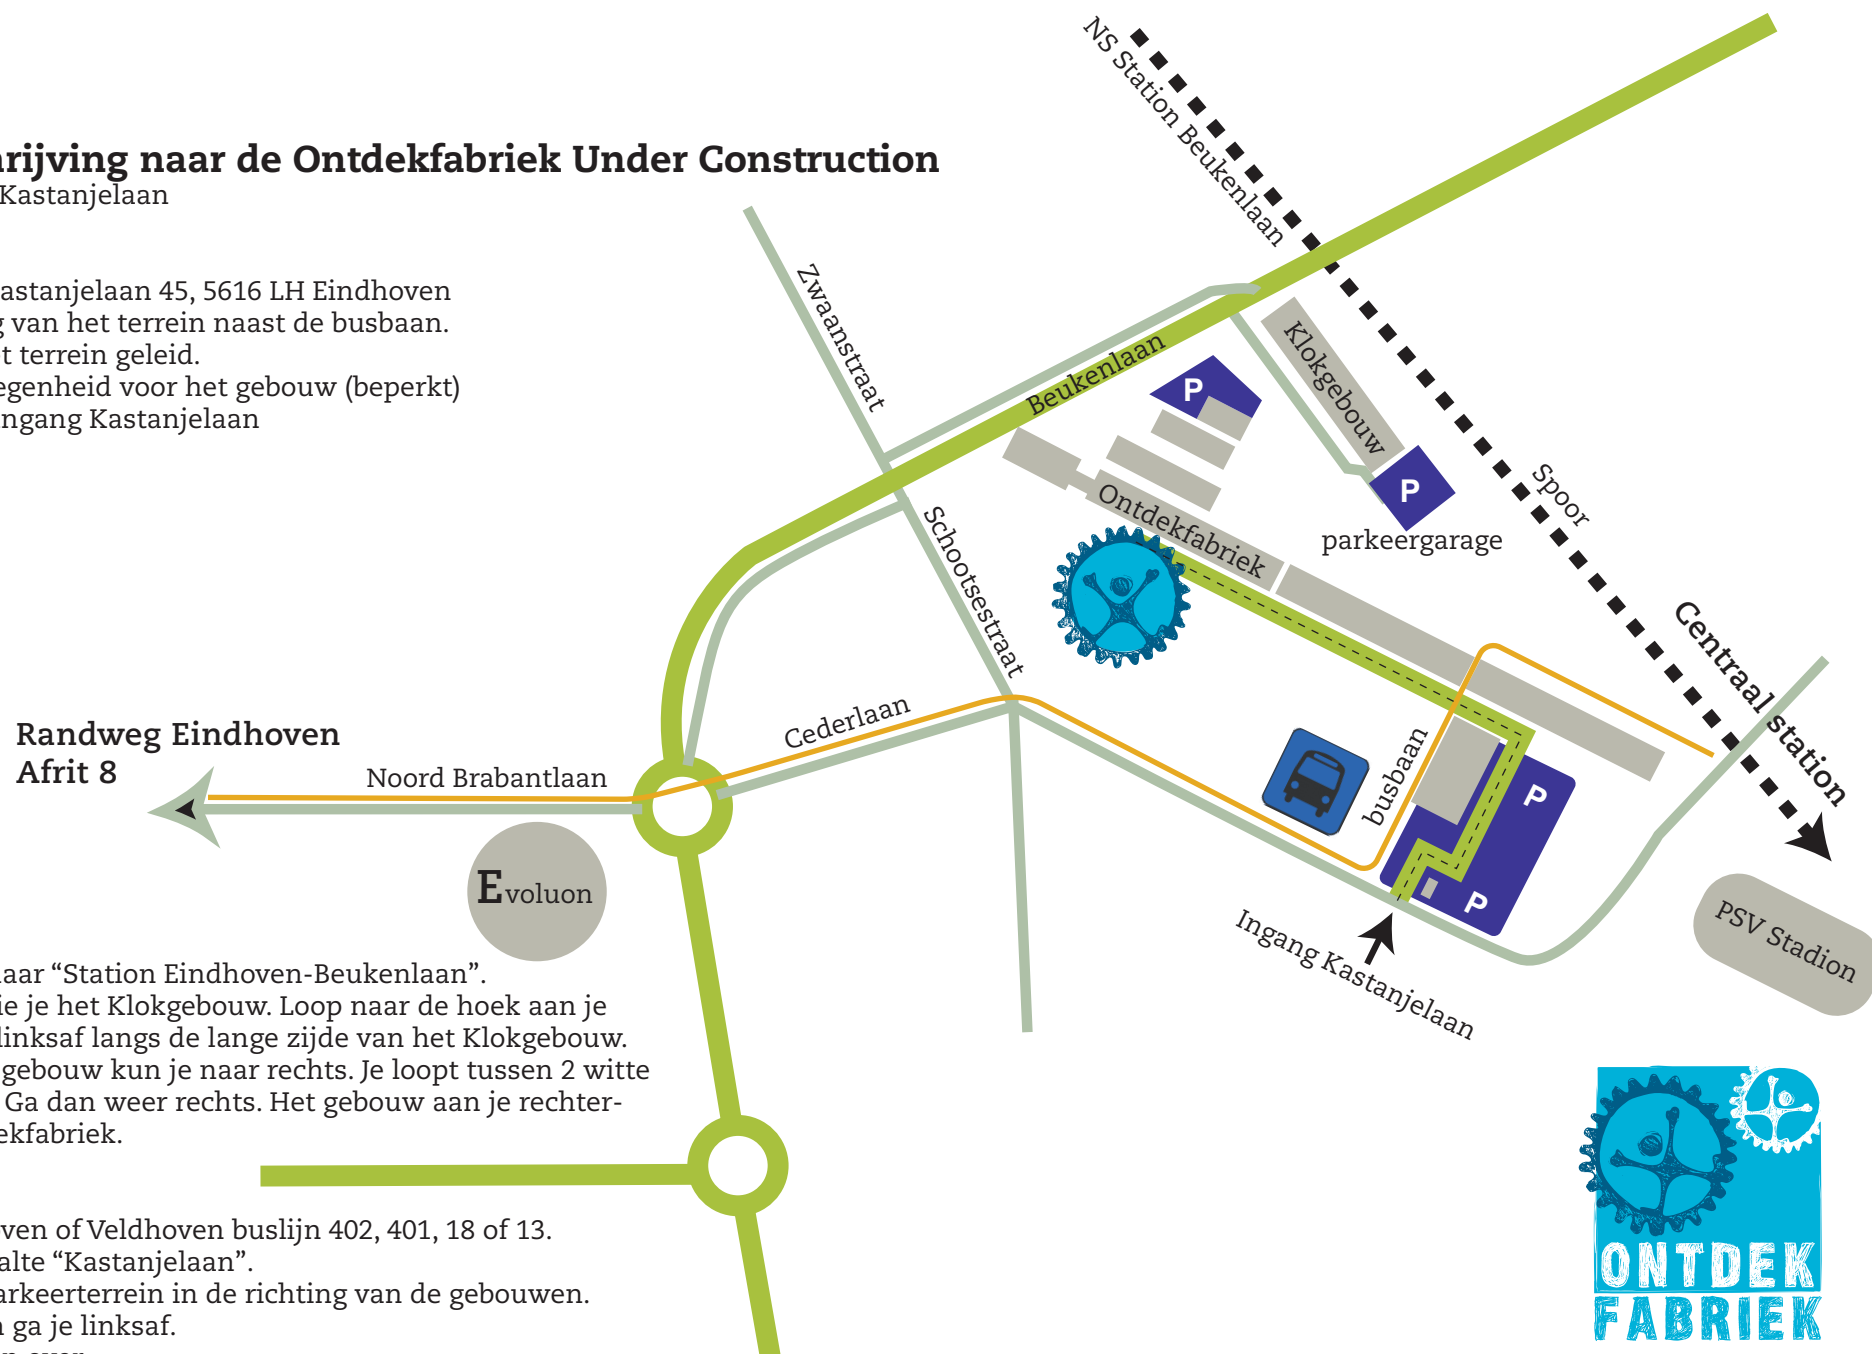 rijving naar de Ontdekfabriek Under Construction
Kastanjelaan
astanjelaan 45, 5616 LH Eindhoven
van het terrein naast de busbaan.
t terrein geleid.
egenheid voor het gebouw (beperkt)
ngang Kastanjelaan
NS Station Beukenlaan
Zwaanstraat
Beukenlaan
P
Klokgebouw
P
parkeergarage
Spoor
Ontdekfabriek
Schootsestraat
Centraal station
Randweg Eindhoven
Afrit 8
Noord Brabantlaan
Cederlaan
busbaan
P
P
Evoluon
Ingang Kastanjelaan
PSV Stadion
aar “Station Eindhoven-Beukenlaan”.
ie je het Klokgebouw. Loop naar de hoek aan je
linksaf langs de lange zijde van het Klokgebouw.
gebouw kun je naar rechts. Je loopt tussen 2 witte
Ga dan weer rechts. Het gebouw aan je rechter-
ekfabriek.
oven of Veldhoven buslijn 402, 401, 18 of 13.
alte “Kastanjelaan”.
arkeerterrein in de richting van de gebouwen.
n ga je linksaf.
ONTDEK
FABRIEK